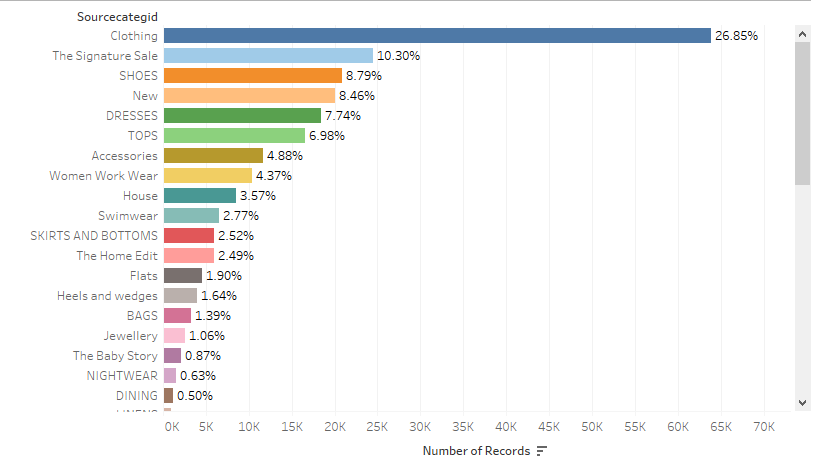 Sourcecategid
Clothing 26.85%
The Signature Sale 10.30%
SHOES 8.79%
New 8.46%
DRESSES 7.74%
TOPS 6.98%
Accessories 4.88%
Women Work Wear 4.37%
House 3.57%
Swimwear 2.77%
SKIRTS AND BOTTOMS 2.52%
The Home Edit 2.49%
Flats 1.90%
Heels and wedges 1.64%
BAGS 1.39%
Jewellery 1.06%
The Baby Story 0.87%
NIGHTWEAR 0.63%
DINING 0.50%
0K 5K 10K 15K 20K 25K 30K 35K 40K 45K 50K 55K 60K 65K 70K
Number of Records